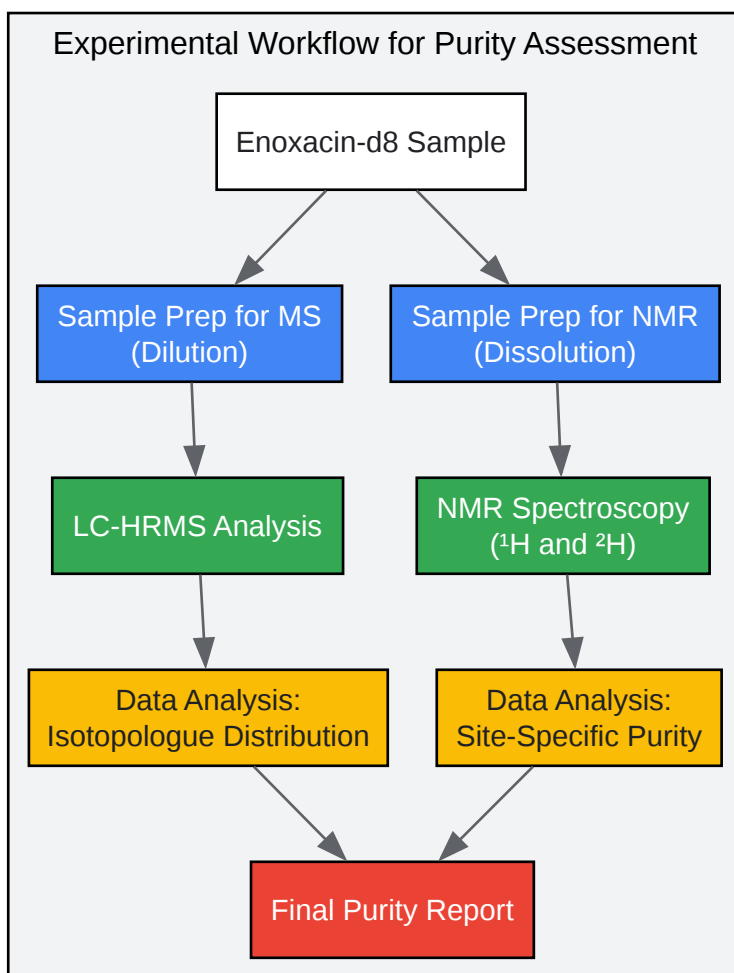 Experimental Workflow for Purity Assessment
Enoxacin-d8 Sample
Sample Prep for MS
(Dilution)
Sample Prep for NMR
(Dissolution)
LC-HRMS Analysis
NMR Spectroscopy
(¹H and ²H)
Data Analysis:
Isotopologue Distribution
Data Analysis:
Site-Specific Purity
Final Purity Report